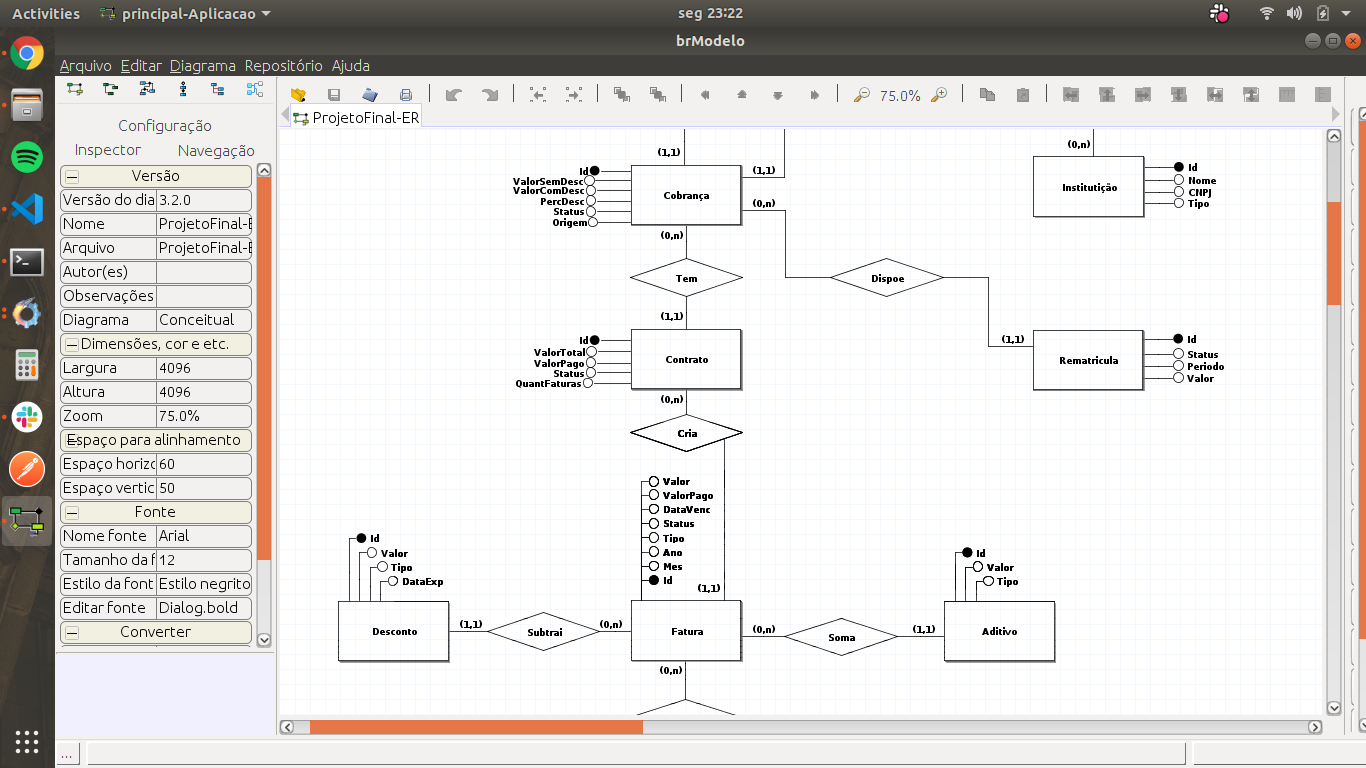 Activities principal-Aplicacao seg 23:22
brModelo
Arquivo Editar Diagrama Repositório Ajuda
75.0%
Configuração
Inspector Navegação
ProjetoFinal-ER
Versão
Versão do dia 3.2.0
Nome ProjetoFinal-E
Arquivo ProjetoFinal-E
Autor(es)
Observações
Diagrama Conceitual
Dimensões, cor e etc.
Largura 4096
Altura 4096
Zoom 75.0%
Espaço para alinhamento
Espaço horizo 60
Espaço vertic 50
Fonte
Nome fonte Arial
Tamanho da f 12
Estilo da font Estilo negrito
Editar fonte Dialog.bold
Converter
...
(1,1)
Id
ValorSemDesc
ValorComDesc
PercDesc
Status
Origem
Cobrança
(1,1)
(0,n)
(0,n)
(0,n)
Institutição
Id
Nome
CNPJ
Tipo
Tem
Dispoe
(1,1)
(1,1)
Id
ValorTotal
ValorPago
Status
QuantFaturas
Contrato
Rematricula
Id
Status
Periodo
Valor
(0,n)
Cria
Valor
ValorPago
DataVenc
Status
Tipo
Ano
Mes
Id
(1,1)
Id
Valor
Tipo
DataExp
Desconto
(1,1)
Subtrai
(0,n)
Fatura
(0,n)
Soma
(1,1)
Id
Valor
Tipo
Aditivo
(0,n)